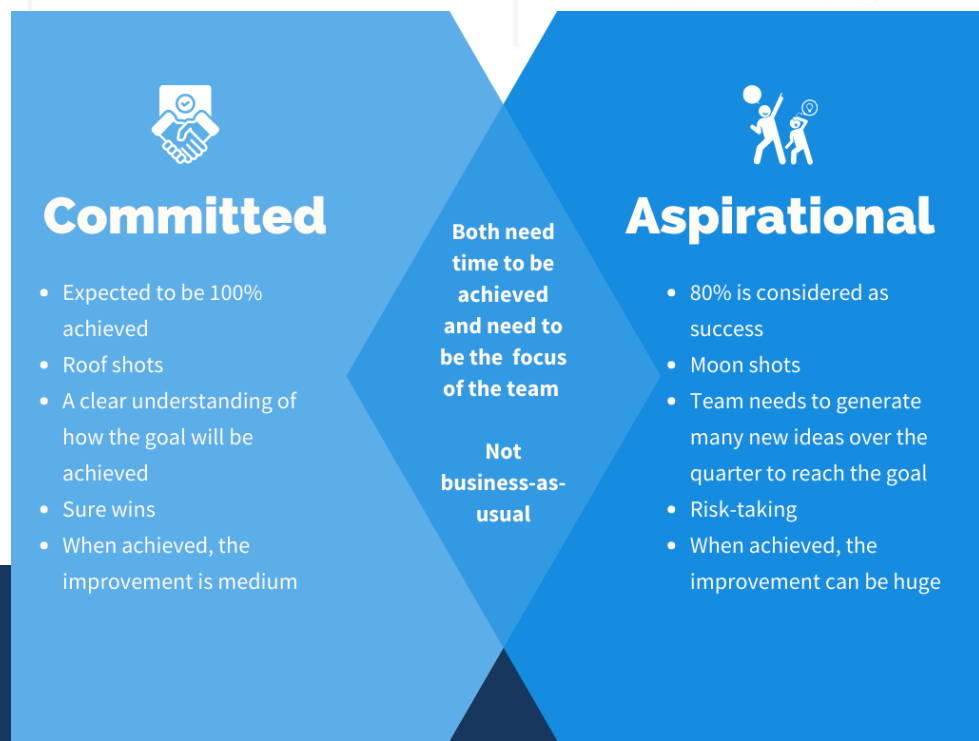 Committed
• Expected to be 100%
achieved
• Roof shots
• A clear understanding of
how the goal will be
achieved
• Sure wins
• When achieved, the
improvement is medium
Both need
time to be
achieved
and need to
be the focus
of the team
Not
business-as-
usual
Aspirational
• 80% is considered as
success
• Moon shots
• Team needs to generate
many new ideas over the
quarter to reach the goal
• Risk-taking
• When achieved, the
improvement can be huge